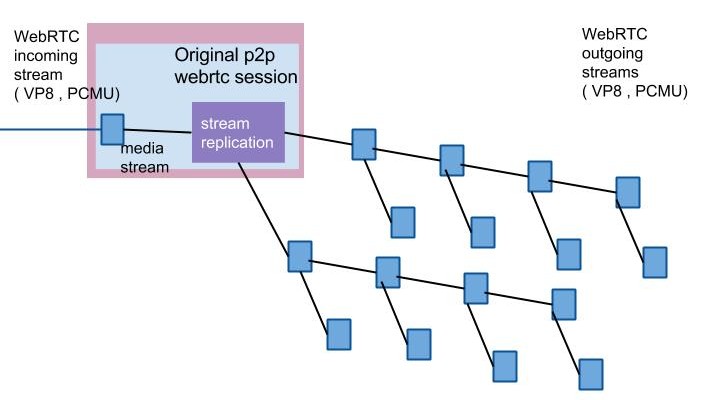 WebRTC
incoming
stream
( VP8 , PCMU)
Original p2p
webrtc session
stream
replication
media
stream
WebRTC
outgoing
streams
( VP8 , PCMU)